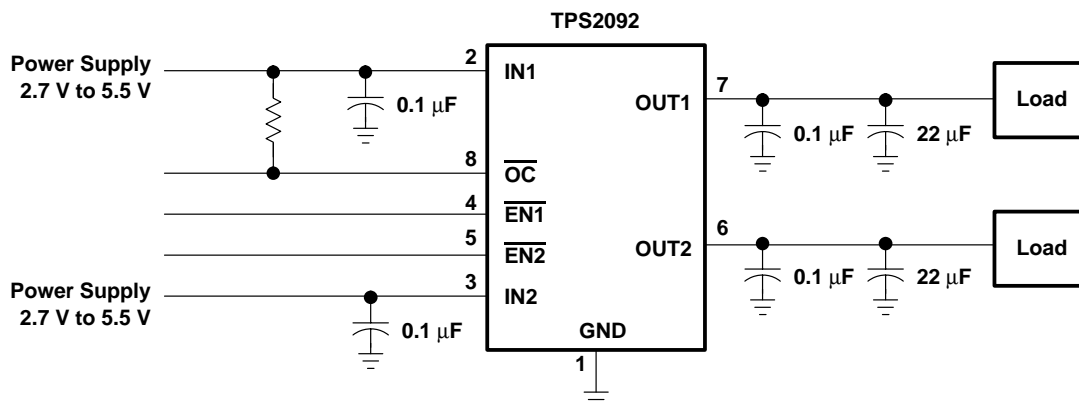 TPS2092
Power Supply
2.7 V to 5.5 V
2
IN1
0.1 μF
7
OUT1
0.1 μF
22 μF
Load
8
OC
4
EN1
5
EN2
6
OUT2
0.1 μF
22 μF
Load
Power Supply
2.7 V to 5.5 V
3
IN2
0.1 μF
GND
1